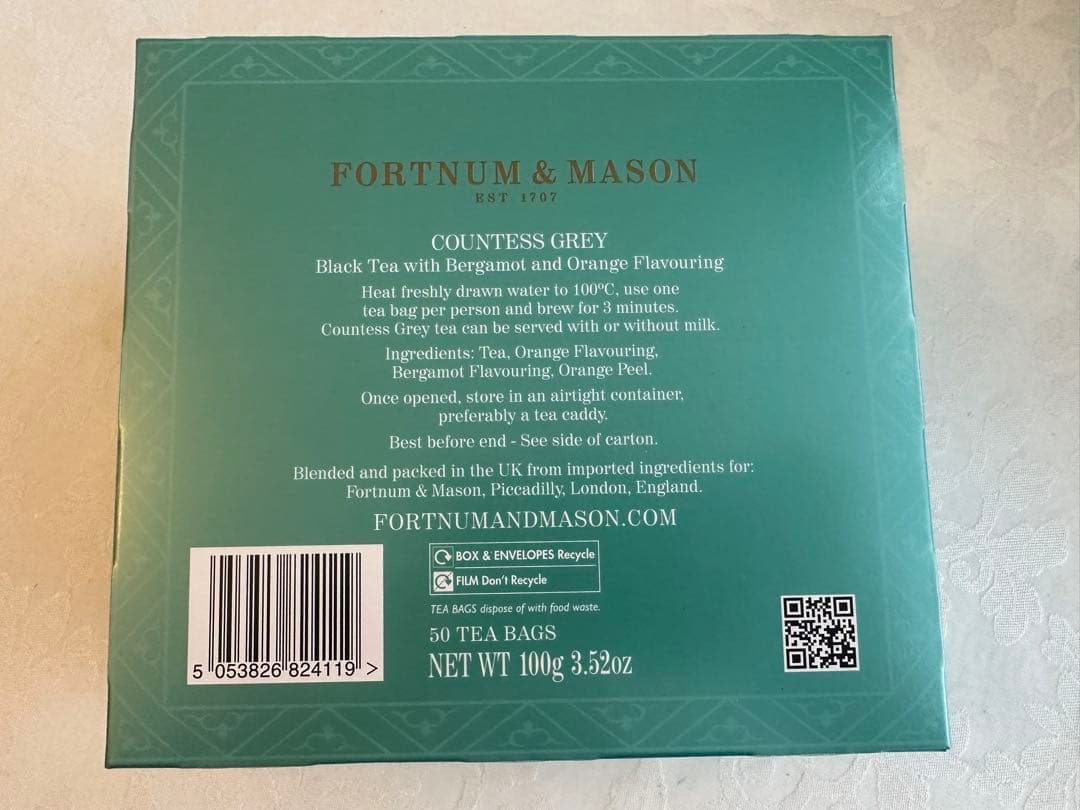 FORTNUM & MASON
EST 1707
COUNTESS GREY
Black Tea with Bergamot and Orange Flavouring
Heat freshly drawn water to 100ºC, use one
tea bag per person and brew for 3 minutes.
Countess Grey tea can be served with or without milk.
Ingredients: Tea, Orange Flavouring,
Bergamot Flavouring, Orange Peel.
Once opened, store in an airtight container,
preferably a tea caddy.
Best before end - See side of carton.
Blended and packed in the UK from imported ingredients for:
Fortnum & Mason, Piccadilly, London, England.
FORTNUMANDMASON.COM
BOX & ENVELOPES Recycle
FILM Don't Recycle
TEA BAGS dispose of with food waste.
50 TEA BAGS
NET WT 100g 3.52oz
5 053826 824119 >